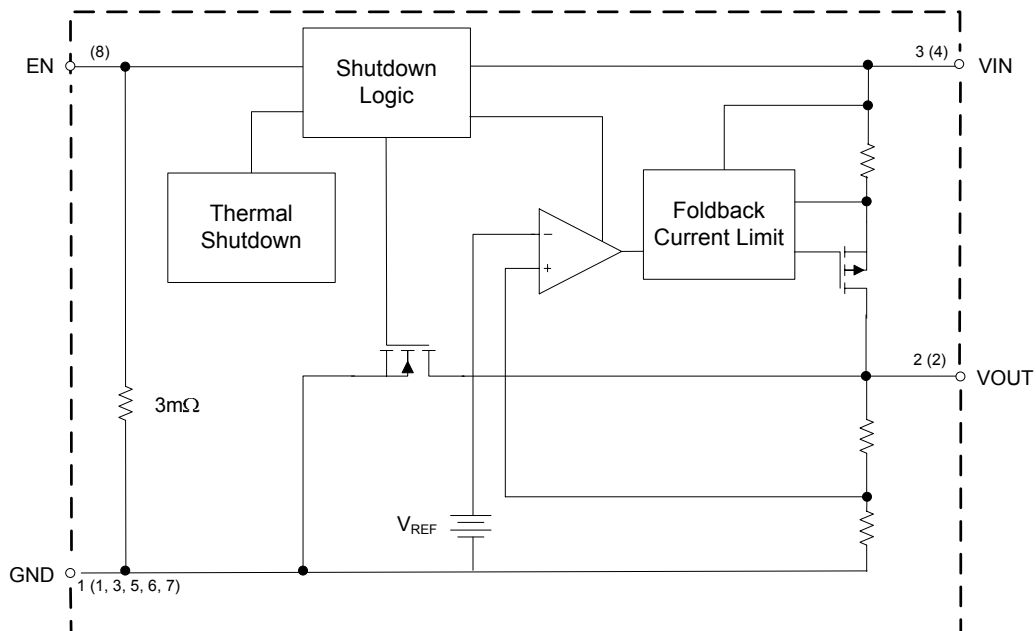 (8)
EN
Shutdown
Logic
3 (4)
VIN
Thermal
Shutdown
−
+
Foldback
Current Limit
2 (2)
VOUT
3mΩ
VREF
GND
1 (1, 3, 5, 6, 7)